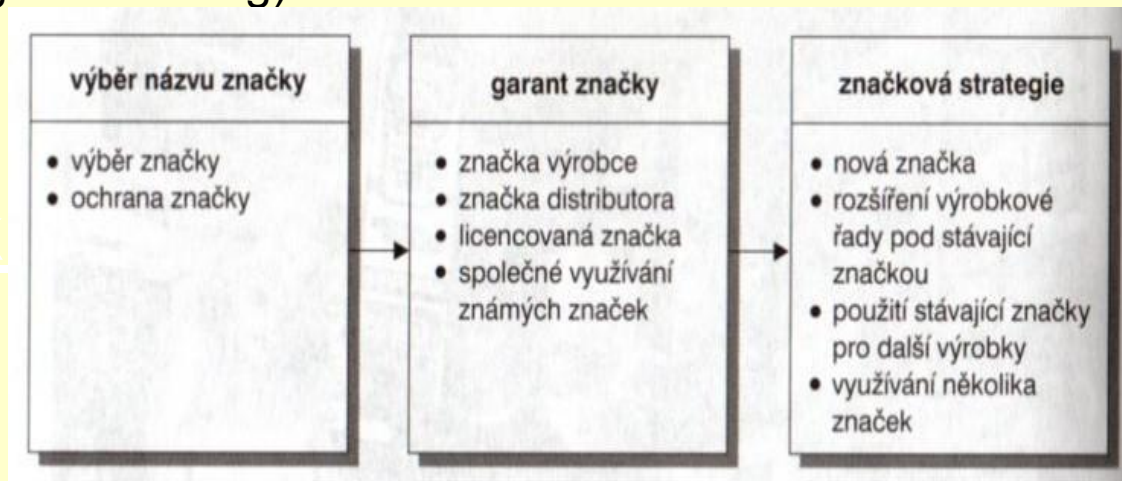 výběr názvu značky
• výběr značky
• ochrana značky
garant značky
• značka výrobce
• značka distributora
• licencovaná značka
• společné využívání
známých značek
značková strategie
• nová značka
• rozšíření výrobkové
řady pod stávající
značkou
• použití stávající značky
pro další výrobky
• využívání několika
značek